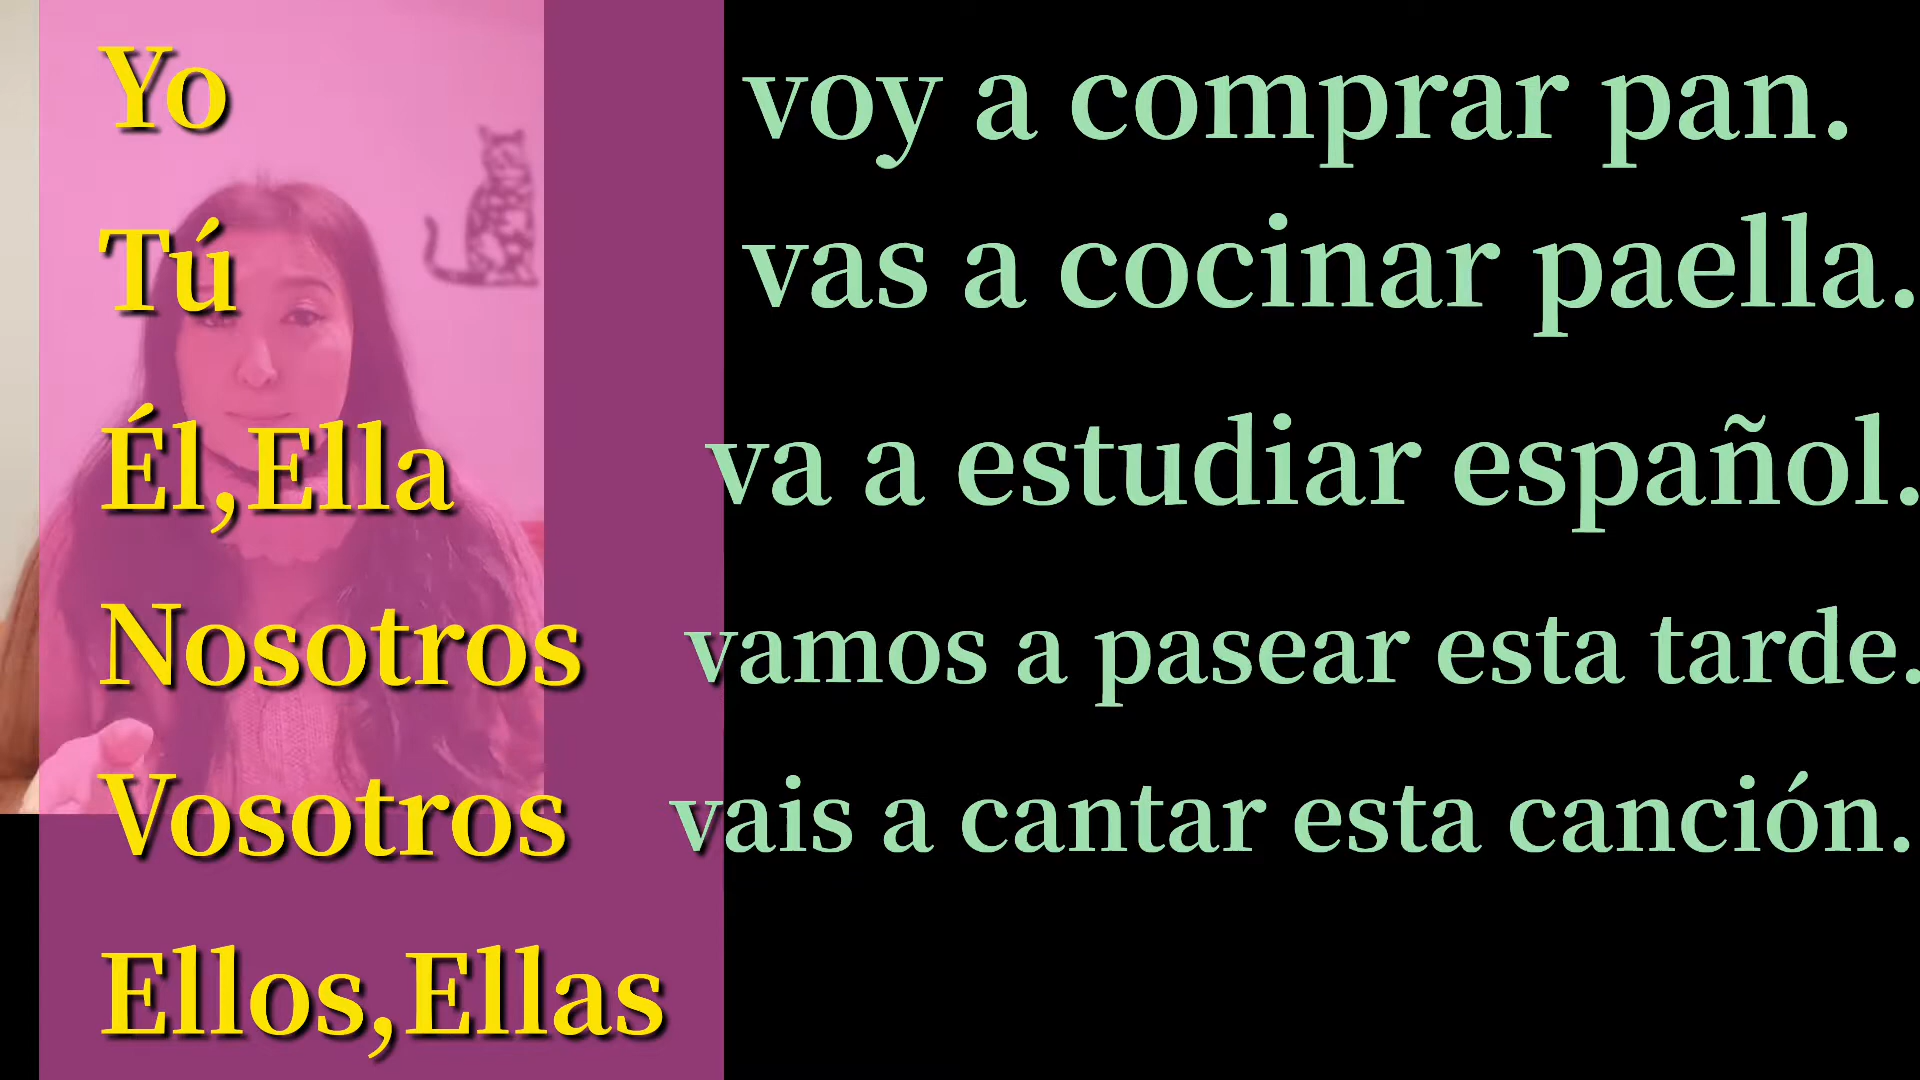 Yo voy a comprar pan.
Tú vas a cocinar paella.
Él,Ella va a estudiar español.
Nosotros vamos a pasear esta tarde.
Vosotros vais a cantar esta canción.
Ellos,Ellas